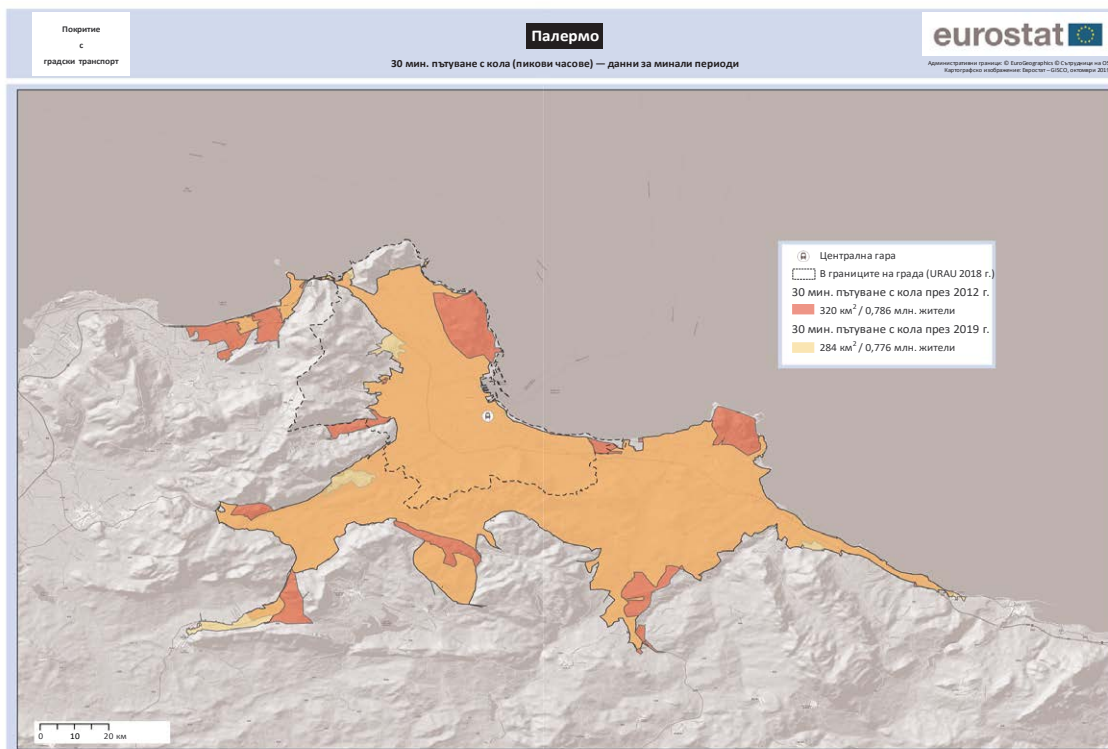 Покритие
с
градски транспорт
Палермо
30 мин. пътуване с кола (пикови часове) — данни за минали периоди
eurostat
Административни граници: © EuroGeographics © Сътрудници на OS
Картографско изображение: Евростат – GISCO, октомври 2019
Централна гара
В границите на града (URAU 2018 г.)
30 мин. пътуване с кола през 2012 г.
320 км² / 0,786 млн. жители
30 мин. пътуване с кола през 2019 г.
284 км² / 0,776 млн. жители
0 10 20 км